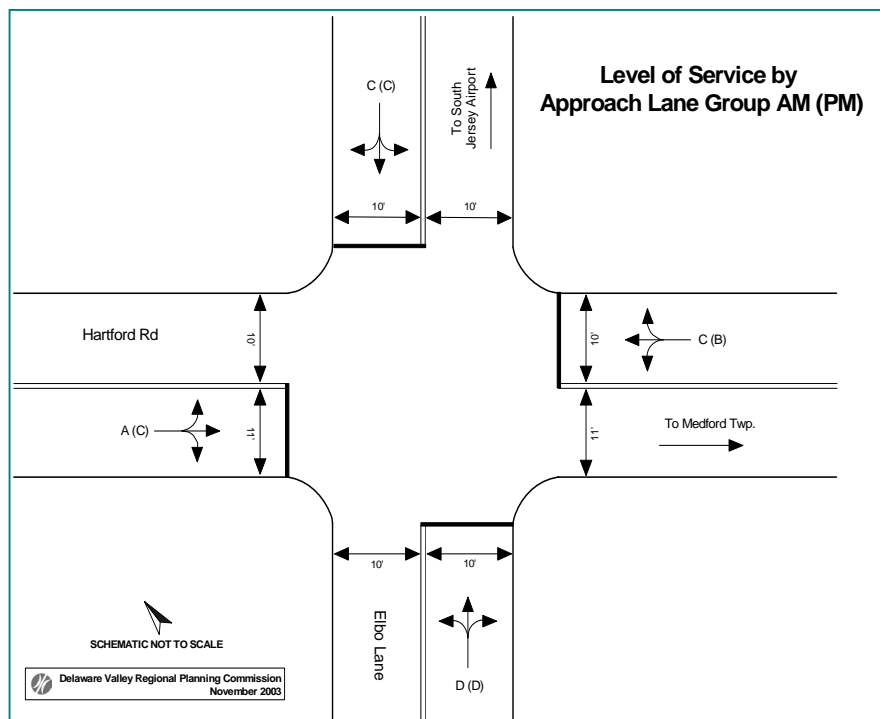 Level of Service by
Approach Lane Group AM (PM)
C (C)
To South
Jersey Airport
10'
10'
Hartford Rd
10'
10'
C (B)
A (C)
11'
11'
To Medford Twp.
10'
10'
Elbo Lane
D (D)
SCHEMATIC NOT TO SCALE
Delaware Valley Regional Planning Commission
November 2003